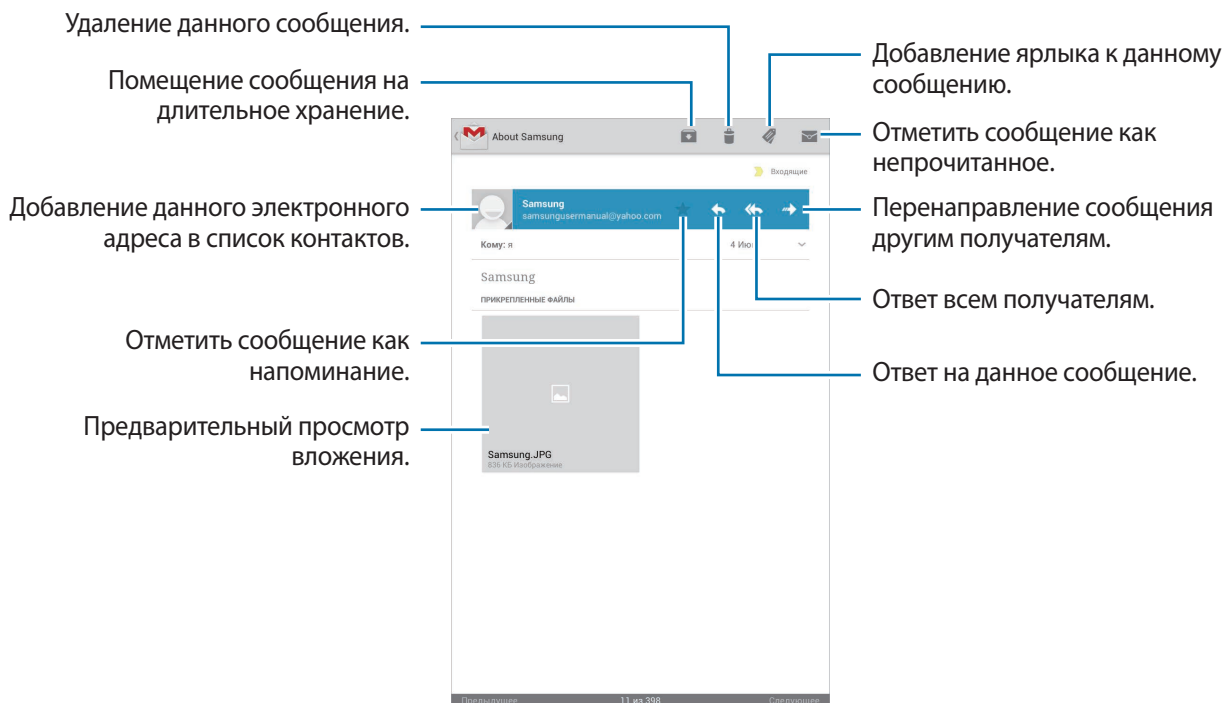 Удаление данного сообщения.
Помещение сообщения на
длительное хранение.
Добавление данного электронного
адреса в список контактов.
Отметить сообщение как
напоминание.
Предварительный просмотр
вложения.
About Samsung
Входящие
Samsung
samsungusermanual@yahoo.com
Кому: я
4
Samsung
ПРИКРЕПЛЕННЫЕ ФАЙЛЫ
Samsung.JPG
836 КБ Изображение
Предыдущее
11 из 398
Следующее
Добавление ярлыка к данному
сообщению.
Отметить сообщение как
непрочитанное.
Перенаправление сообщения
другим получателям.
Ответ всем получателям.
Ответ на данное сообщение.